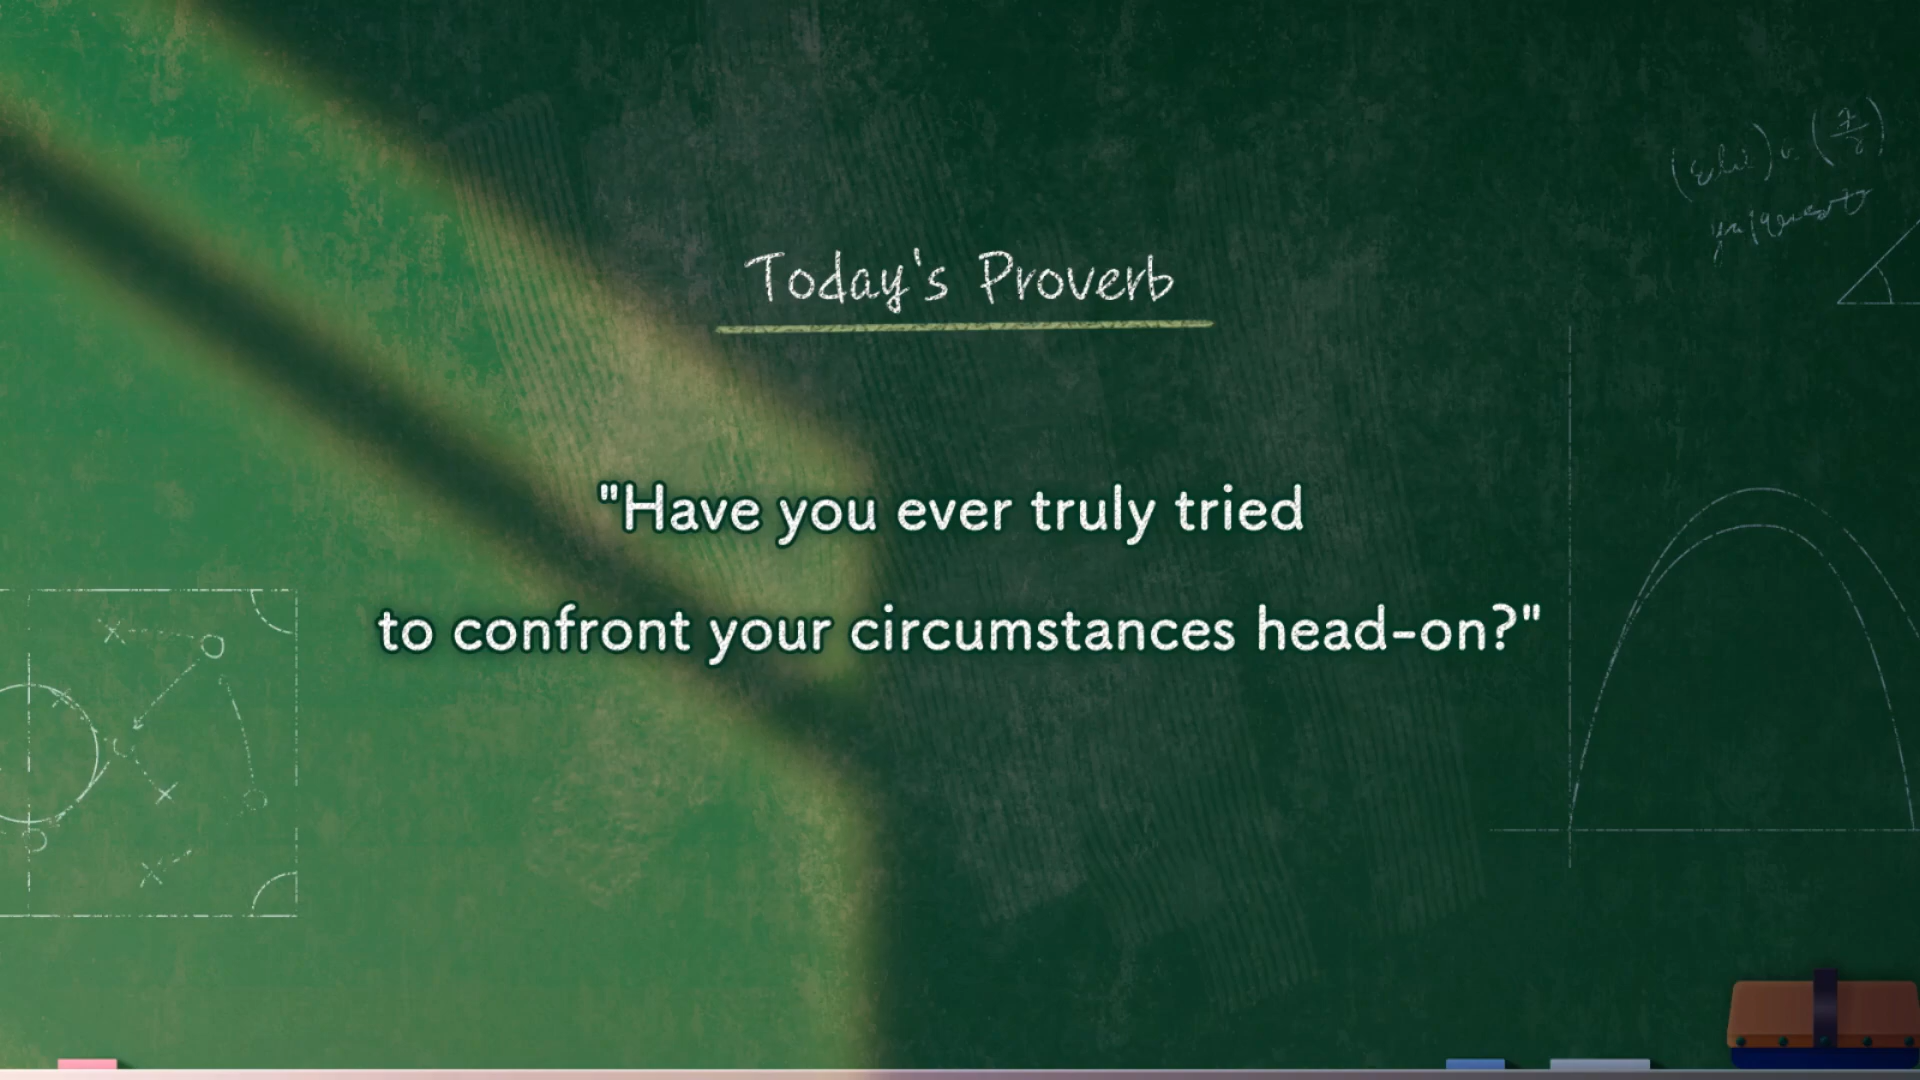 Today's Proverb
"Have you ever truly tried
to confront your circumstances head-on?"